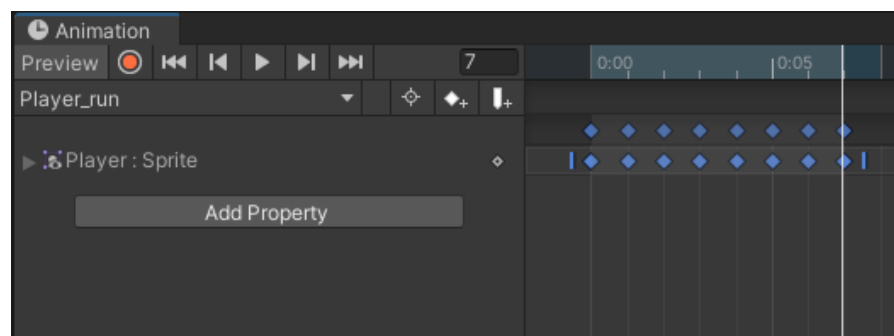 Animation
Preview 7 0:00 0:05
Player_run
Player : Sprite
Add Property